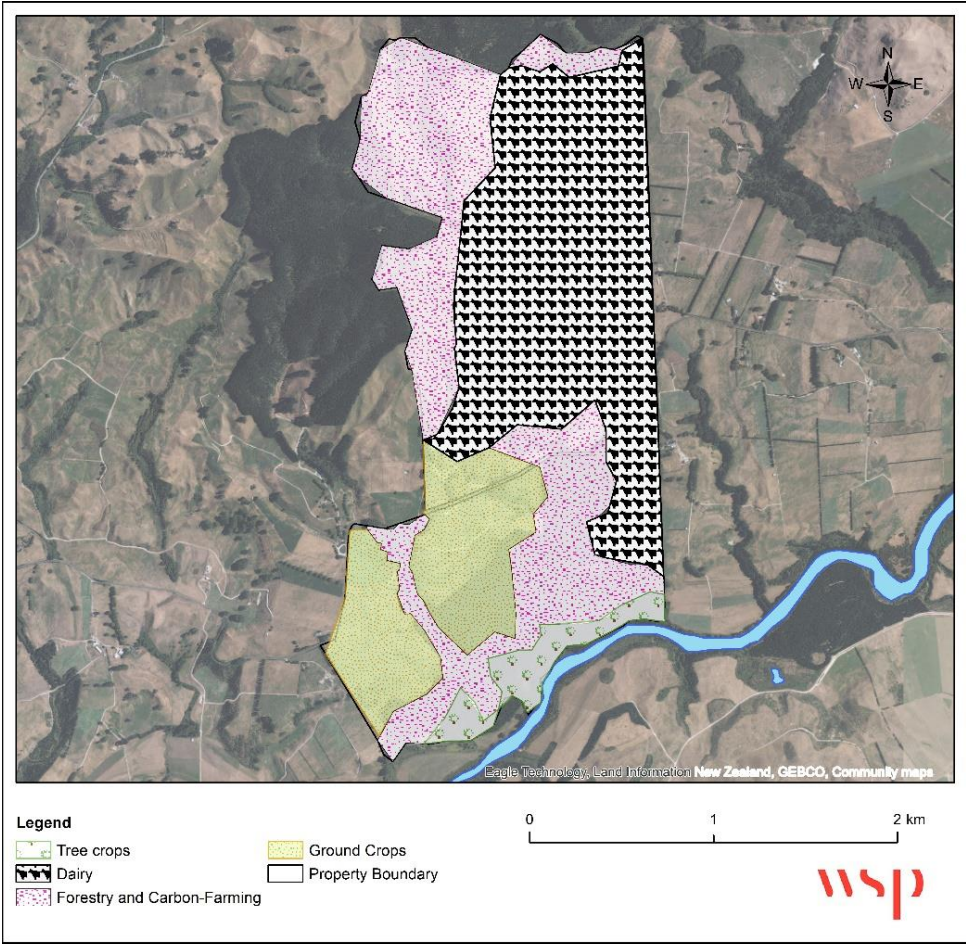 N
W E
S
Eagle Technology, Land Information New Zealand, GEBCO, Community maps
Legend
Tree crops
Dairy
Forestry and Carbon-Farming
Ground Crops
Property Boundary
0 1 2 km
wsp